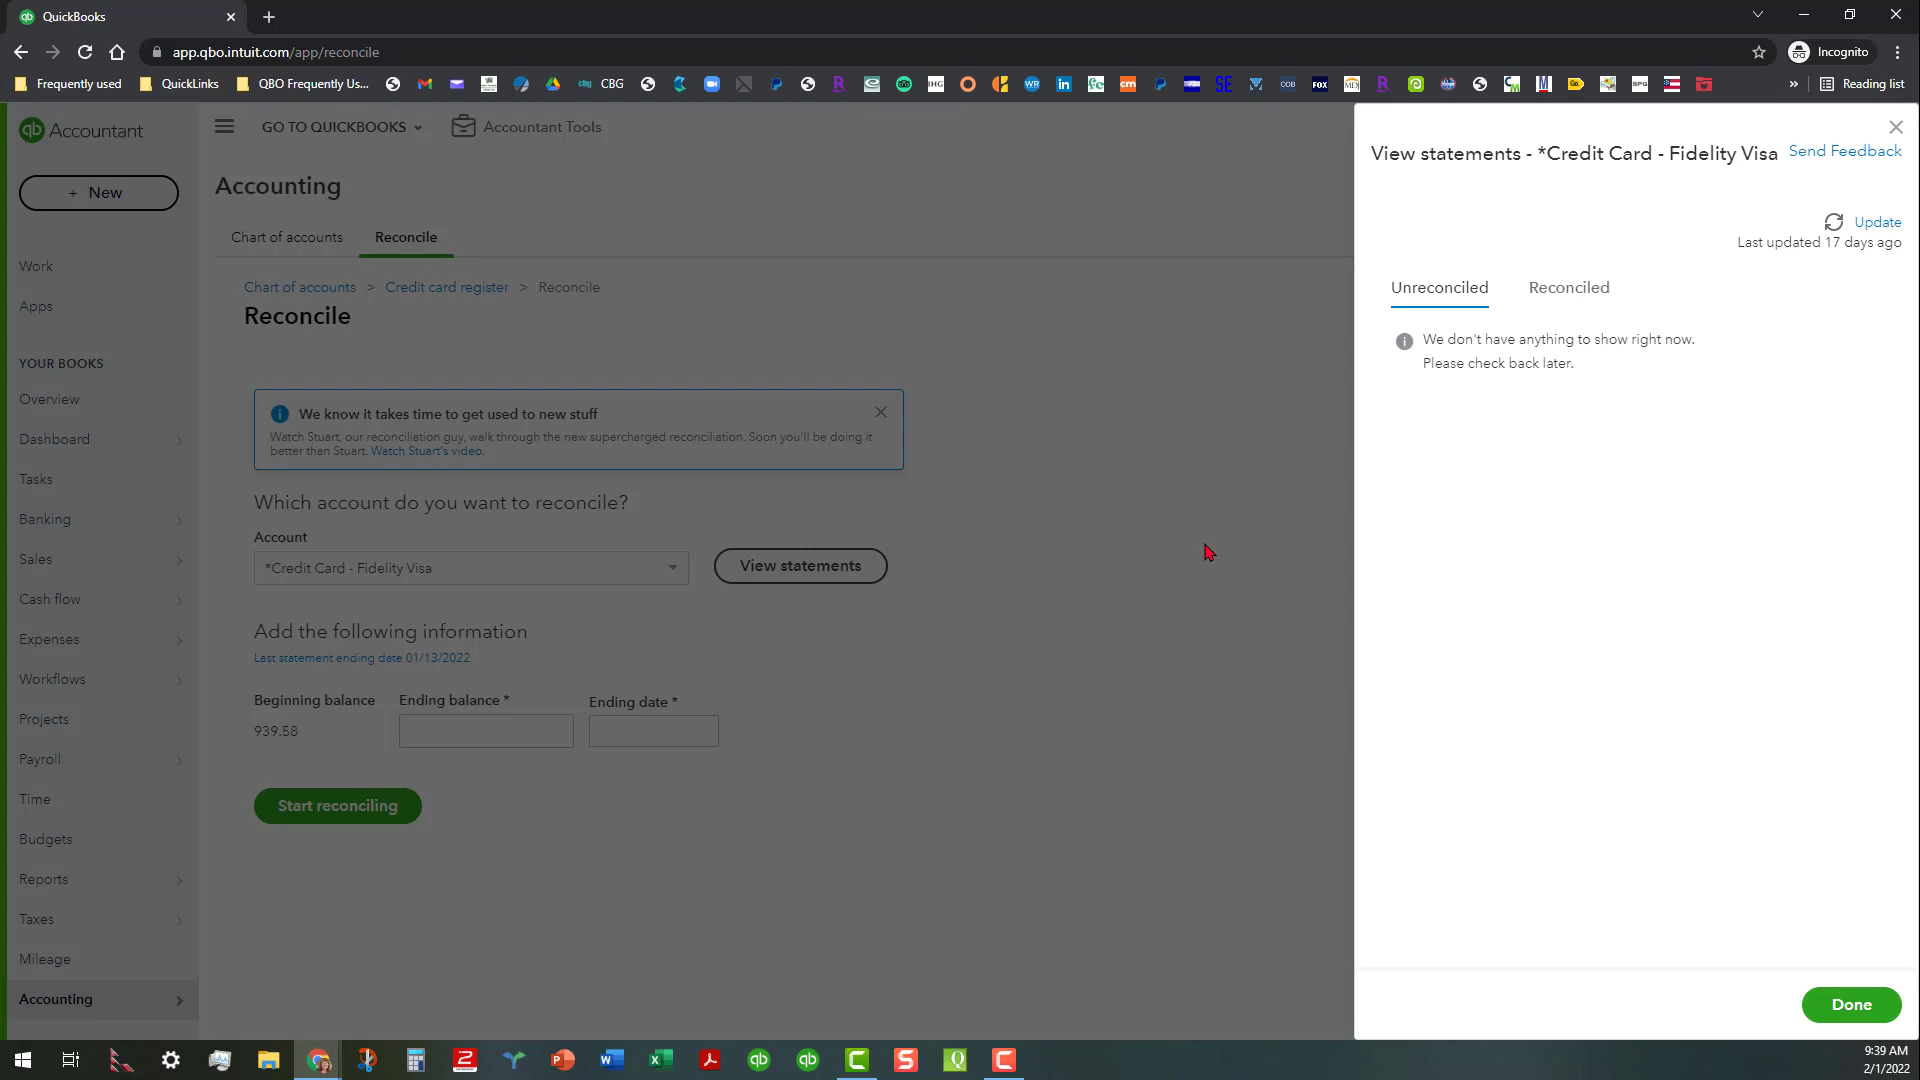 QuickBooks
app.qbo.intuit.com/app/reconcile
Incognito
Frequently used
QuickLinks
QBO Frequently Us...
CBG
Reading list
Accountant
GO TO QUICKBOOKS
Accountant Tools
+ New
Work
Apps
YOUR BOOKS
Overview
Dashboard
Tasks
Banking
Sales
Cash flow
Expenses
Workflows
Projects
Payroll
Time
Budgets
Reports
Taxes
Mileage
Accounting
Accounting
Chart of accounts
Reconcile
Chart of accounts > Credit card register > Reconcile
Reconcile
We know it takes time to get used to new stuff
Watch Stuart, our reconciliation guy, walk through the new supercharged reconciliation. Soon you'll be doing it
better than Stuart. Watch Stuart's video.
Which account do you want to reconcile?
Account
*Credit Card - Fidelity Visa
View statements
Add the following information
Last statement ending date 01/13/2022
Beginning balance
Ending balance *
Ending date *
939.58
Start reconciling
View statements - *Credit Card - Fidelity Visa
Send Feedback
Update
Last updated 17 days ago
Unreconciled
Reconciled
We don't have anything to show right now.
Please check back later.
Done
9:39 AM
2/1/2022